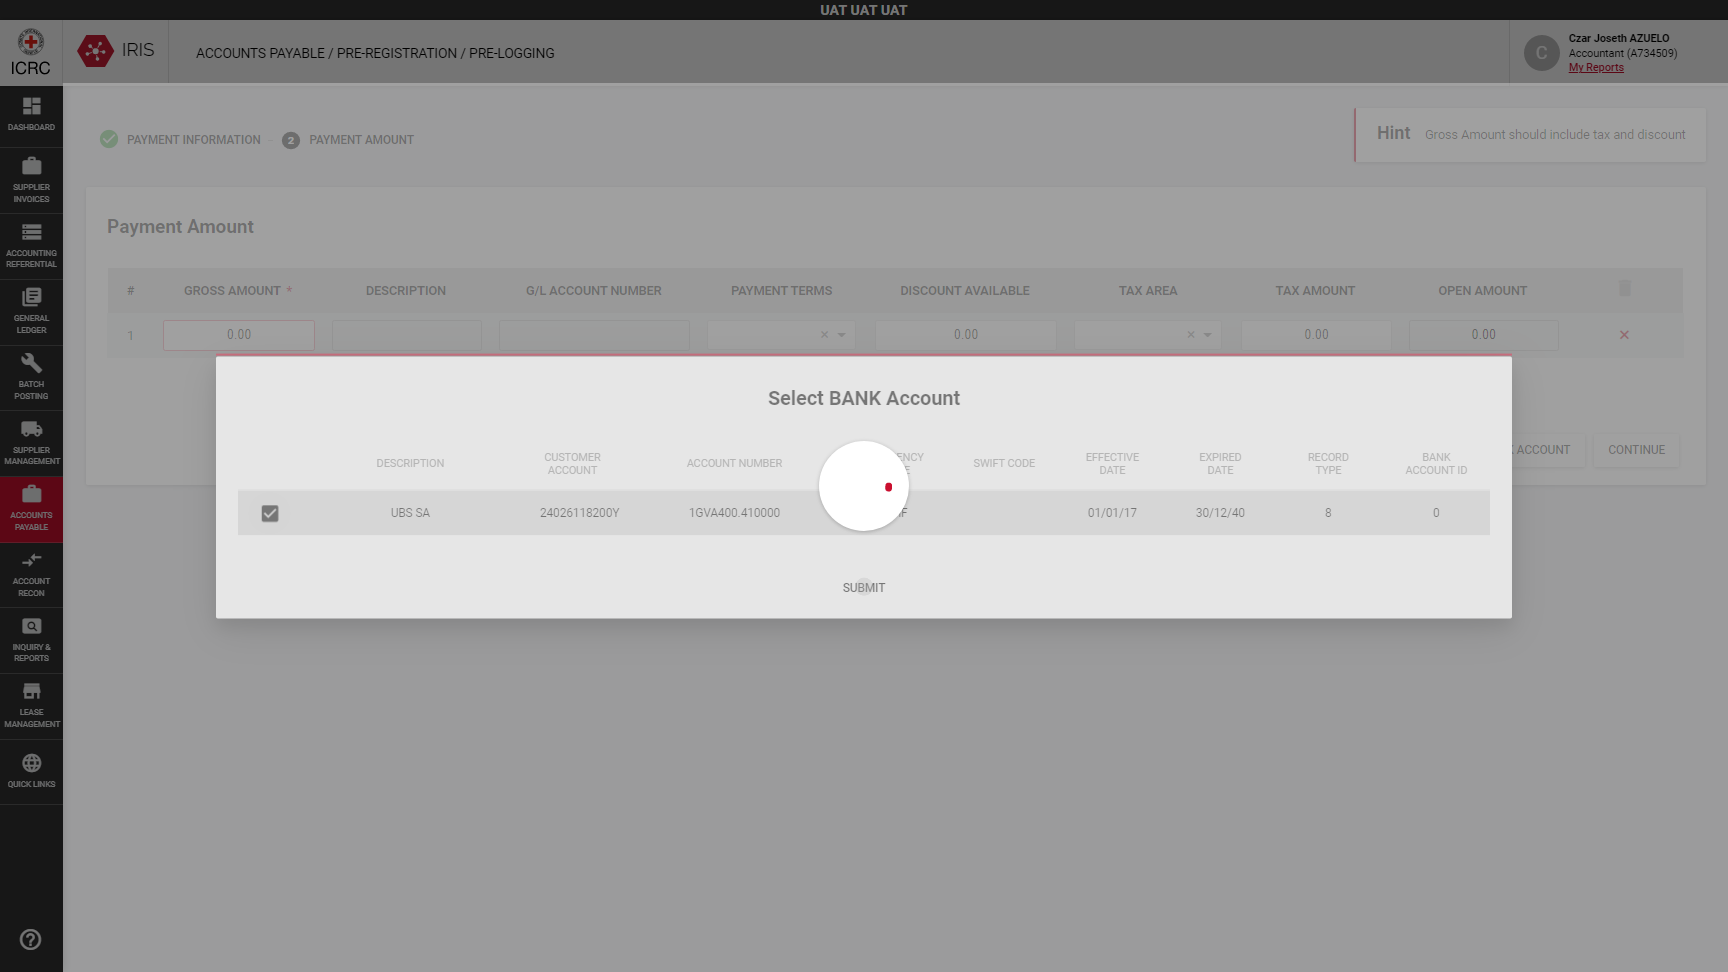 UAT UAT UAT
ICRC
IRIS
ACCOUNTS PAYABLE / PRE-REGISTRATION / PRE-LOGGING
C
Czar Joseth AZUELO
Accountant (A734509)
My Reports
DASHBOARD
SUPPLIER
INVOICES
ACCOUNTING
REFERENTIAL
GENERAL
LEDGER
BATCH
POSTING
SUPPLIER
MANAGEMENT
ACCOUNTS
PAYABLE
ACCOUNT
RECON
INQUIRY &
REPORTS
LEASE
MANAGEMENT
QUICK LINKS
PAYMENT INFORMATION
2 PAYMENT AMOUNT
Hint Gross Amount should include tax and discount
Payment Amount
# GROSS AMOUNT * DESCRIPTION G/L ACCOUNT NUMBER PAYMENT TERMS DISCOUNT AVAILABLE TAX AREA TAX AMOUNT OPEN AMOUNT
1 0.00 0.00 0.00 0.00
ACCOUNT CONTINUE
Select BANK Account
DESCRIPTION CUSTOMER ACCOUNT ACCOUNT NUMBER SWIFT CODE EFFECTIVE DATE EXPIRED DATE RECORD TYPE BANK ACCOUNT ID
UBS SA 24026118200Y 1GVA400.410000 01/01/17 30/12/40 8 0
SUBMIT